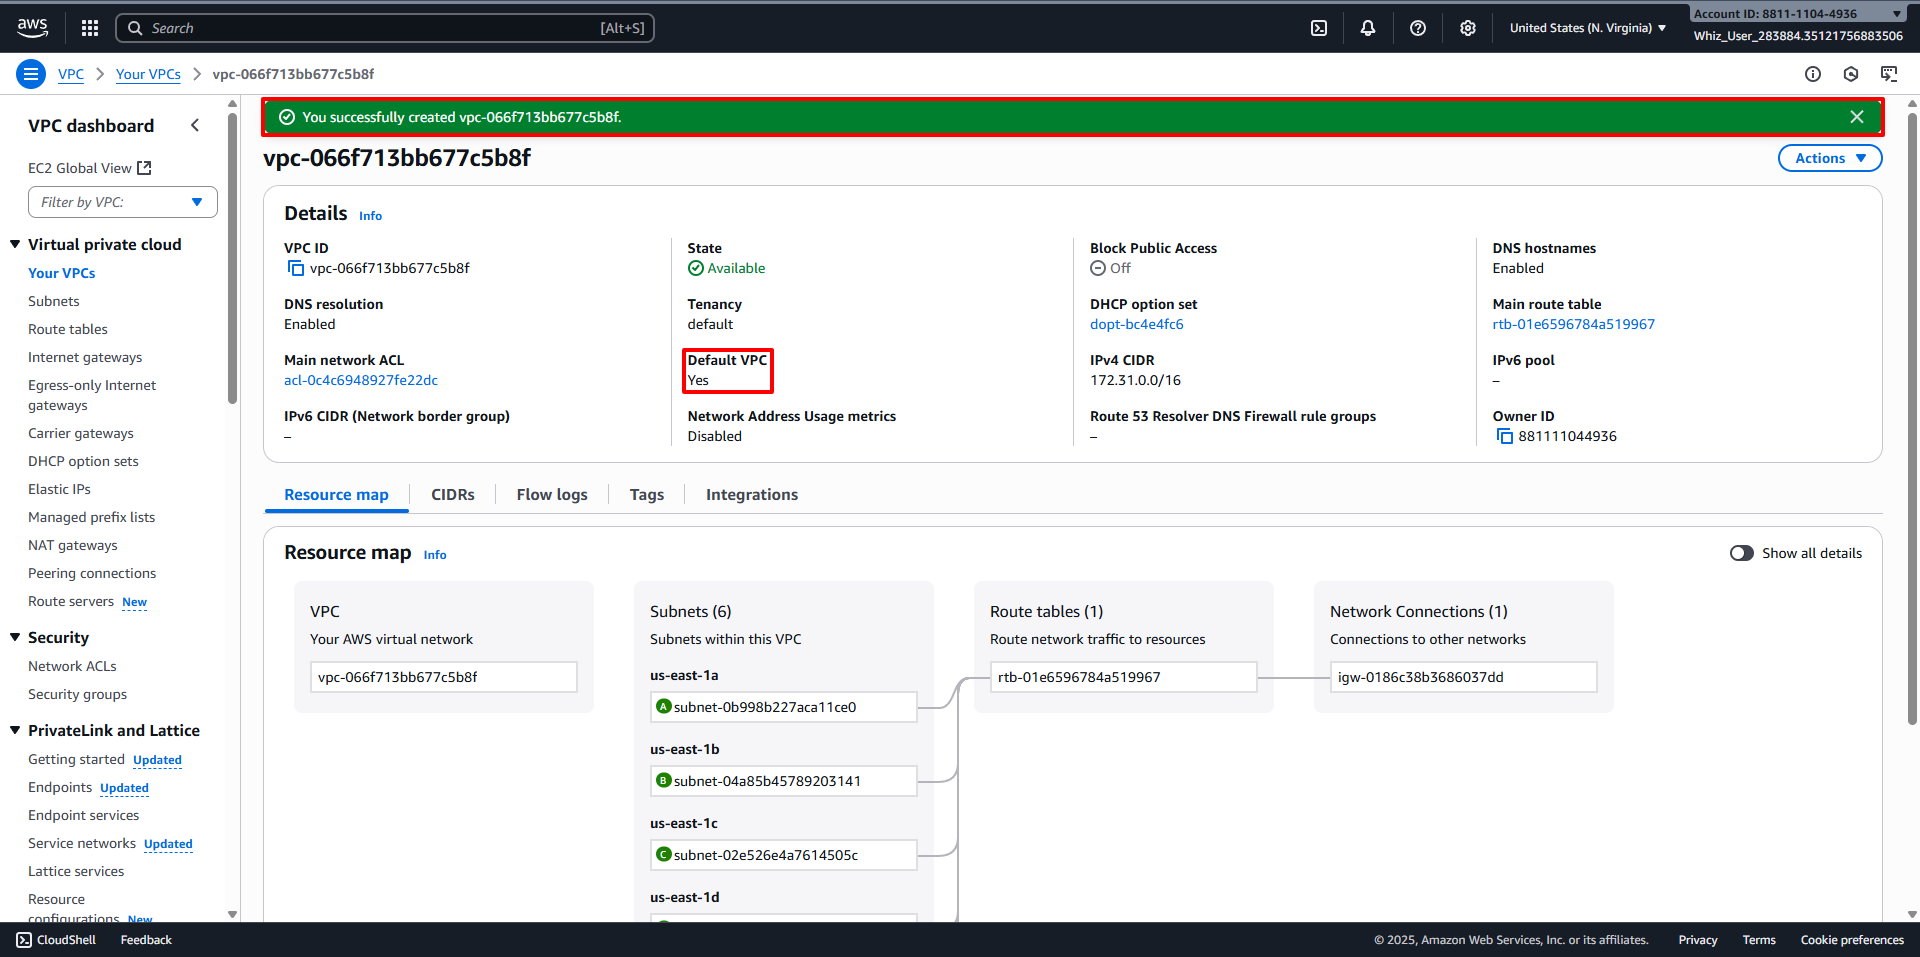 aws
Search [Alt+S]
United States (N. Virginia)
Account ID: 8811-1104-4936
Whiz_User_283884.35121756883506
VPC
Your VPCs
vpc-066f713bb677c5b8f
VPC dashboard
EC2 Global View
Filter by VPC:
Virtual private cloud
Your VPCs
Subnets
Route tables
Internet gateways
Egress-only Internet
gateways
Carrier gateways
DHCP option sets
Elastic IPs
Managed prefix lists
NAT gateways
Peering connections
Route servers New
Security
Network ACLs
Security groups
PrivateLink and Lattice
Getting started Updated
Endpoints Updated
Endpoint services
Service networks Updated
Lattice services
Resource
configurations New
You successfully created vpc-066f713bb677c5b8f.
vpc-066f713bb677c5b8f
Actions
Details Info
VPC ID
vpc-066f713bb677c5b8f
State
Available
Block Public Access
Off
DNS hostnames
Enabled
DNS resolution
Enabled
Tenancy
default
DHCP option set
dopt-bc4e4fc6
Main route table
rtb-01e6596784a519967
Main network ACL
acl-0c4c6948927fe22dc
Default VPC
Yes
IPv4 CIDR
172.31.0.0/16
IPv6 pool
–
IPv6 CIDR (Network border group)
–
Network Address Usage metrics
Disabled
Route 53 Resolver DNS Firewall rule groups
–
Owner ID
881111044936
Resource map
CIDRs
Flow logs
Tags
Integrations
Resource map Info
Show all details
VPC
Your AWS virtual network
vpc-066f713bb677c5b8f
Subnets (6)
Subnets within this VPC
us-east-1a
A subnet-0b998b227aca11ce0
us-east-1b
B subnet-04a85b45789203141
us-east-1c
C subnet-02e526e4a7614505c
us-east-1d
Route tables (1)
Route network traffic to resources
rtb-01e6596784a519967
Network Connections (1)
Connections to other networks
igw-0186c38b3686037dd
CloudShell
Feedback
© 2025, Amazon Web Services, Inc. or its affiliates.
Privacy
Terms
Cookie preferences